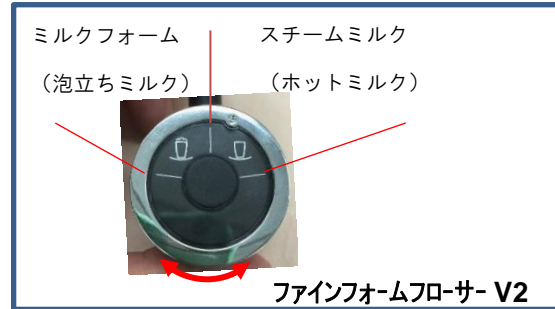 ミルクフォーム
スチームミルク
（泡立ちミルク）
（ホットミルク）
ファインフォームフローサー V2